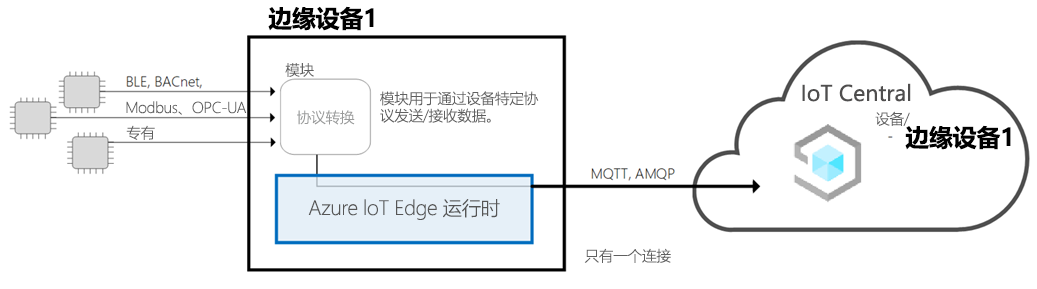 边缘设备1
模块
BLE, BACnet,
Modbus、OPC-UA
专有
协议转换
模块用于通过设备特定协
议发送/接收数据。
Azure IoT Edge 运行时
MQTT, AMQP
只有一个连接
IoT Central
设备/
-
边缘设备1